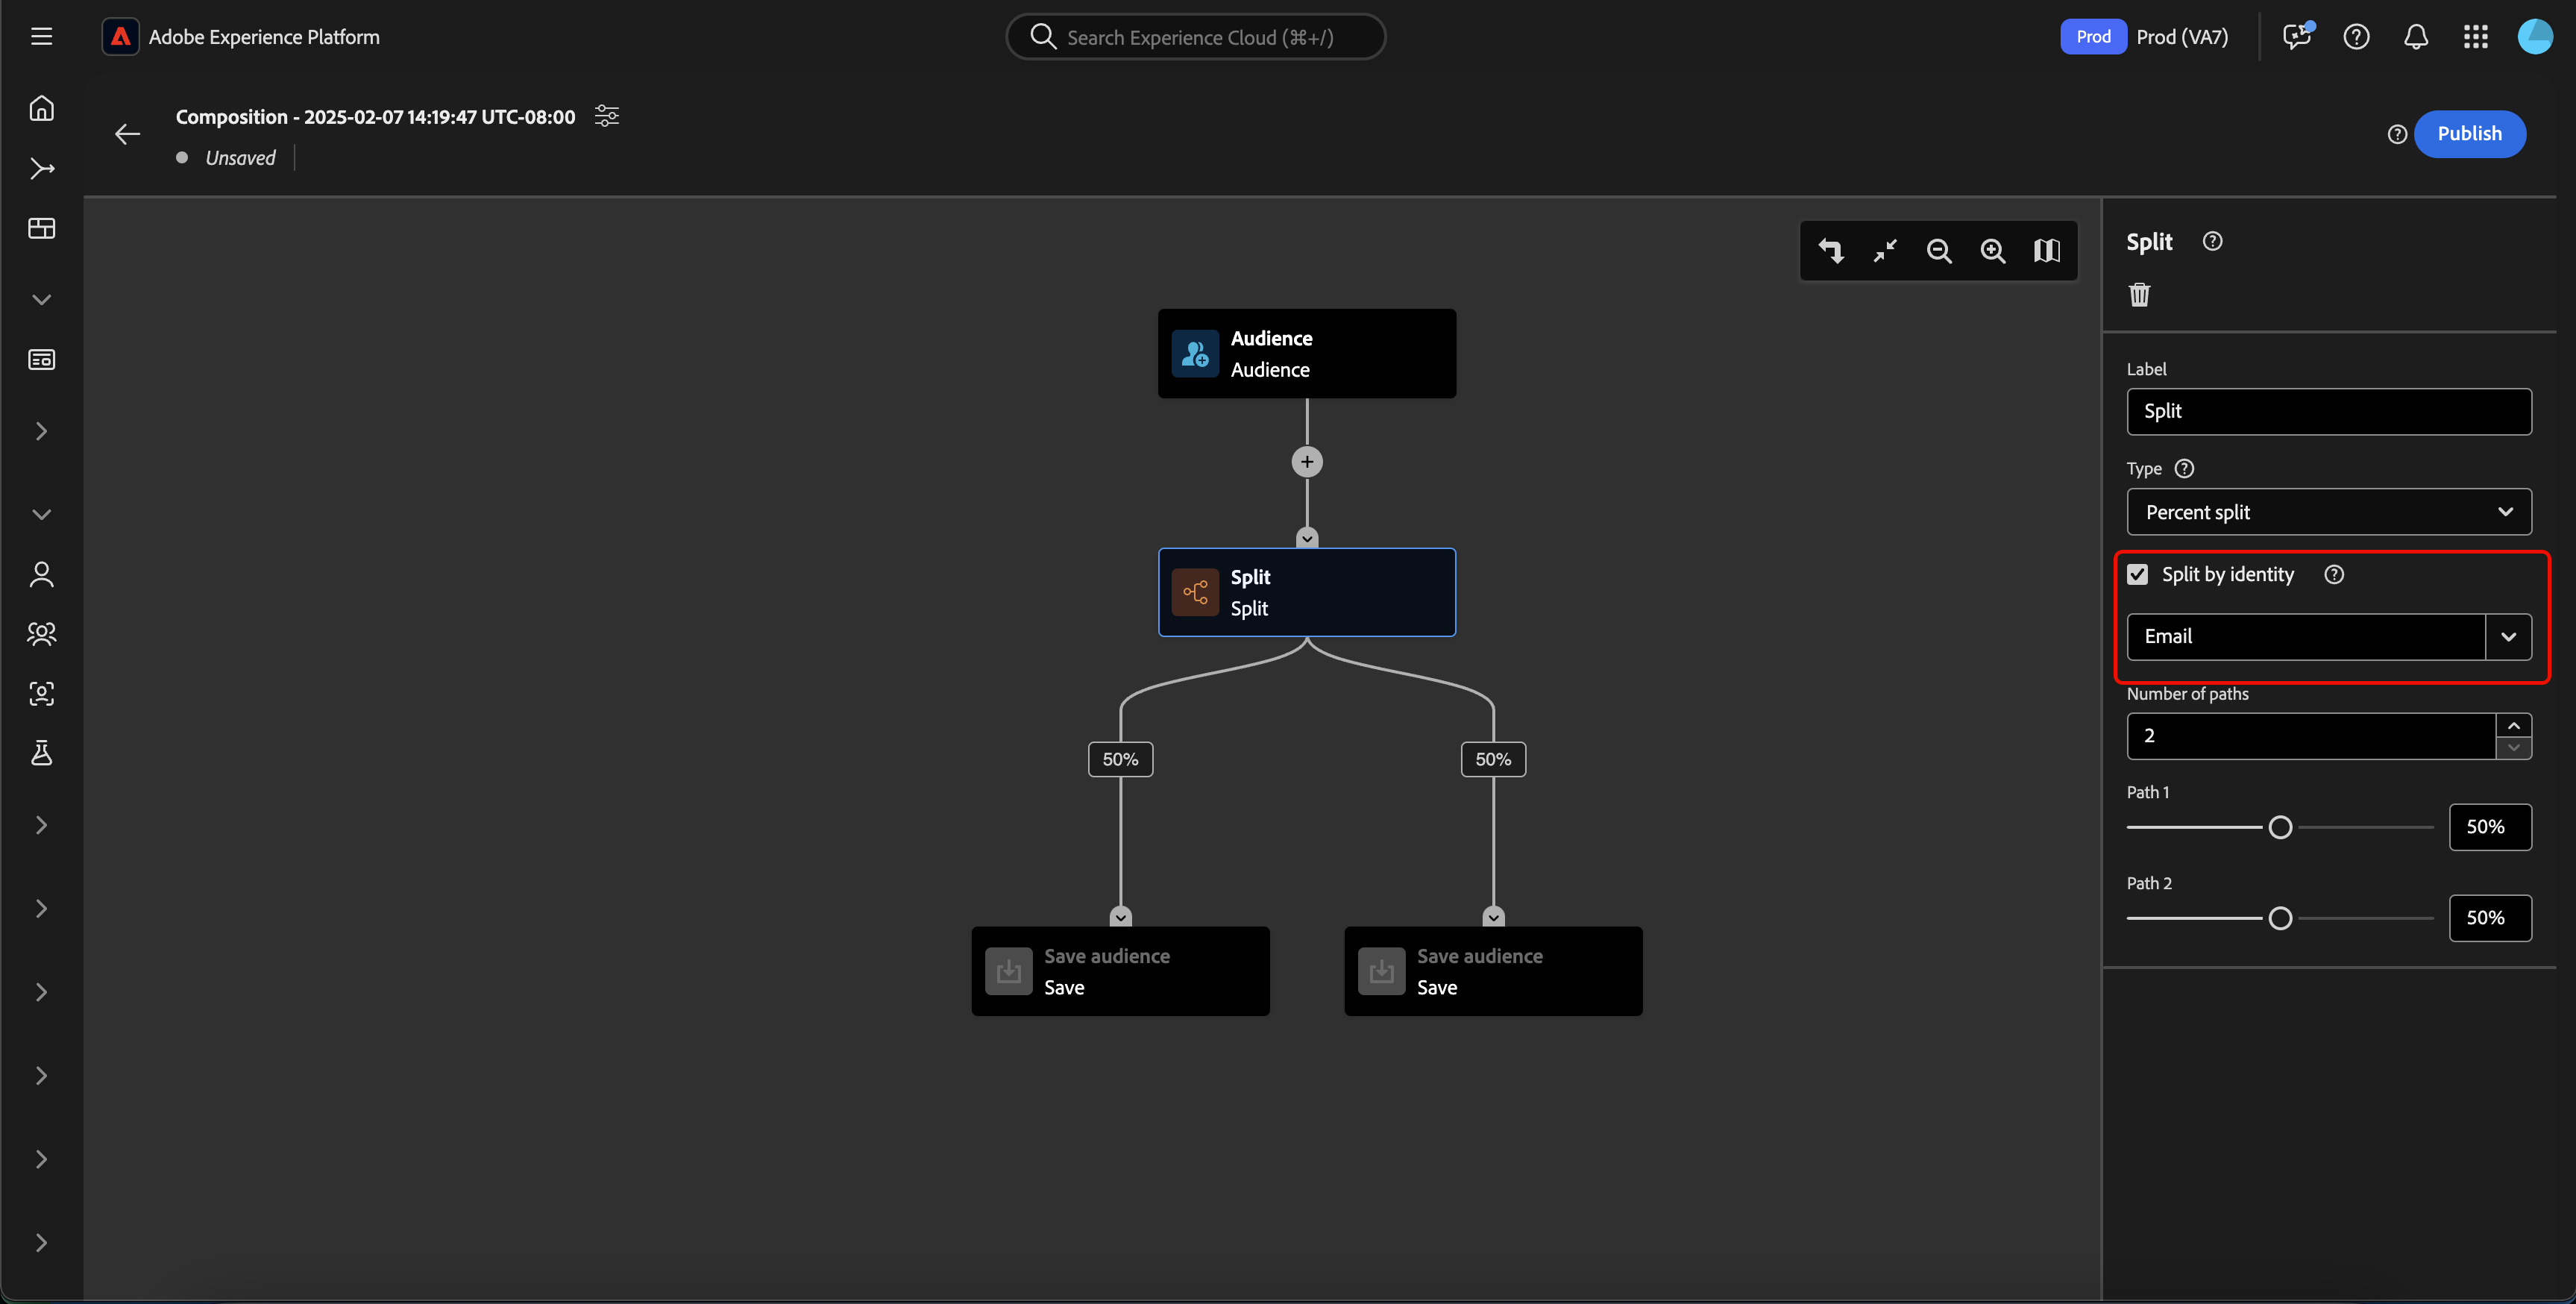 Adobe Experience Platform
Search Experience Cloud (⌘+/)
Prod
Prod (VA7)
Composition - 2025-02-07 14:19:47 UTC-08:00
Unsaved
Publish
Audience
Audience
Split
Split
50%
50%
Save audience
Save
Save audience
Save
Split
Label
Split
Type
Percent split
Split by identity
Email
Number of paths
2
Path 1
50%
Path 2
50%